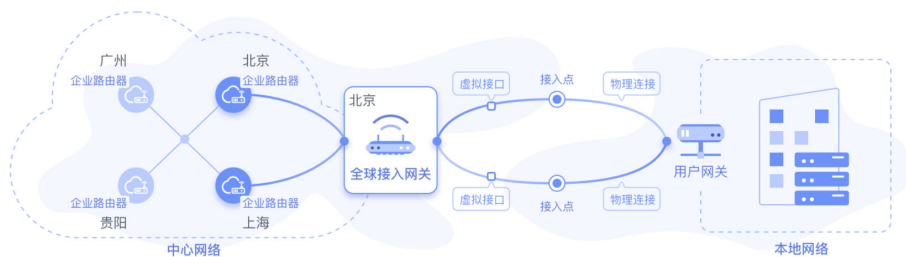 广州
企业路由器
北京
企业路由器
企业路由器
贵阳
企业路由器
上海
中心网络
北京
全球接入网关
虚拟接口
接入点
物理连接
虚拟接口
接入点
物理连接
用户网关
本地网络